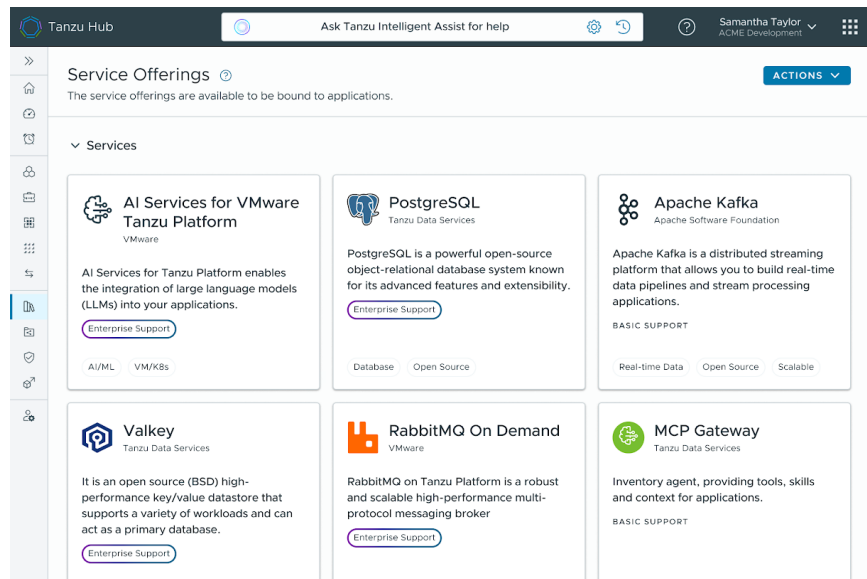 Tanzu Hub
Ask Tanzu Intelligent Assist for help
Samantha Taylor
ACME Development
Service Offerings
The service offerings are available to be bound to applications.
ACTIONS
Services
AI Services for VMware
Tanzu Platform
VMware
AI Services for Tanzu Platform enables
the integration of large language models
(LLMs) into your applications.
Enterprise Support
AI/ML
VM/K8s
PostgreSQL
Tanzu Data Services
PostgreSQL is a powerful open-source
object-relational database system known
for its advanced features and extensibility.
Enterprise Support
Database
Open Source
Apache Kafka
Apache Software Foundation
Apache Kafka is a distributed streaming
platform that allows you to build real-time
data pipelines and stream processing
applications.
BASIC SUPPORT
Real-time Data
Open Source
Scalable
Valkey
Tanzu Data Services
It is an open source (BSD) high-
performance key/value datastore that
supports a variety of workloads and can
act as a primary database.
Enterprise Support
RabbitMQ On Demand
VMware
RabbitMQ on Tanzu Platform is a robust
and scalable high-performance multi-
protocol messaging broker
Enterprise Support
MCP Gateway
Tanzu Data Services
Inventory agent, providing tools, skills
and context for applications.
BASIC SUPPORT